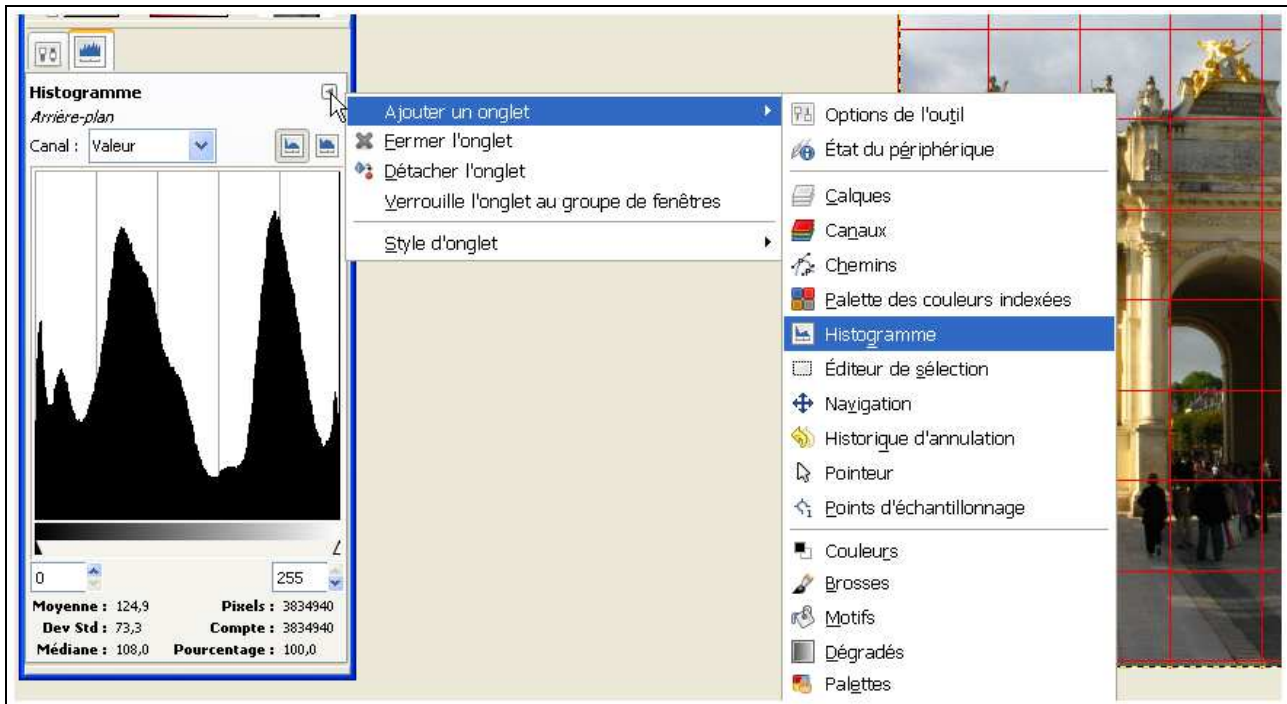 Histogramme
Arrière-plan
Canal : Valeur
0 255
Moyenne : 124,9 Pixels : 3834940
Dev Std : 73,3 Compte : 3834940
Médiane : 108,0 Pourcentage : 100,0
Ajouter un onglet
Fermer l'onglet
Détacher l'onglet
Verrouille l'onglet au groupe de fenêtres
Style d'onglet
Options de l'outil
État du périphérique
Calques
Canaux
Chemins
Palette des couleurs indexées
Histogramme
Éditeur de sélection
Navigation
Historique d'annulation
Pointeur
Points d'échantillonnage
Couleurs
Brosses
Motifs
Dégradés
Palettes